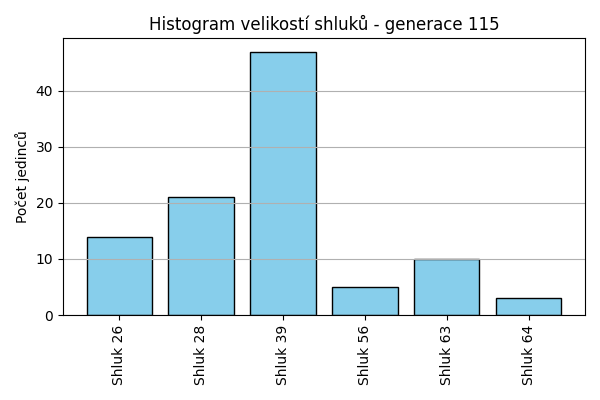 Histogram velikostí shluků - generace 115
Počet jedinců
40
30
20
10
0
Shluk 26
Shluk 28
Shluk 39
Shluk 56
Shluk 63
Shluk 64